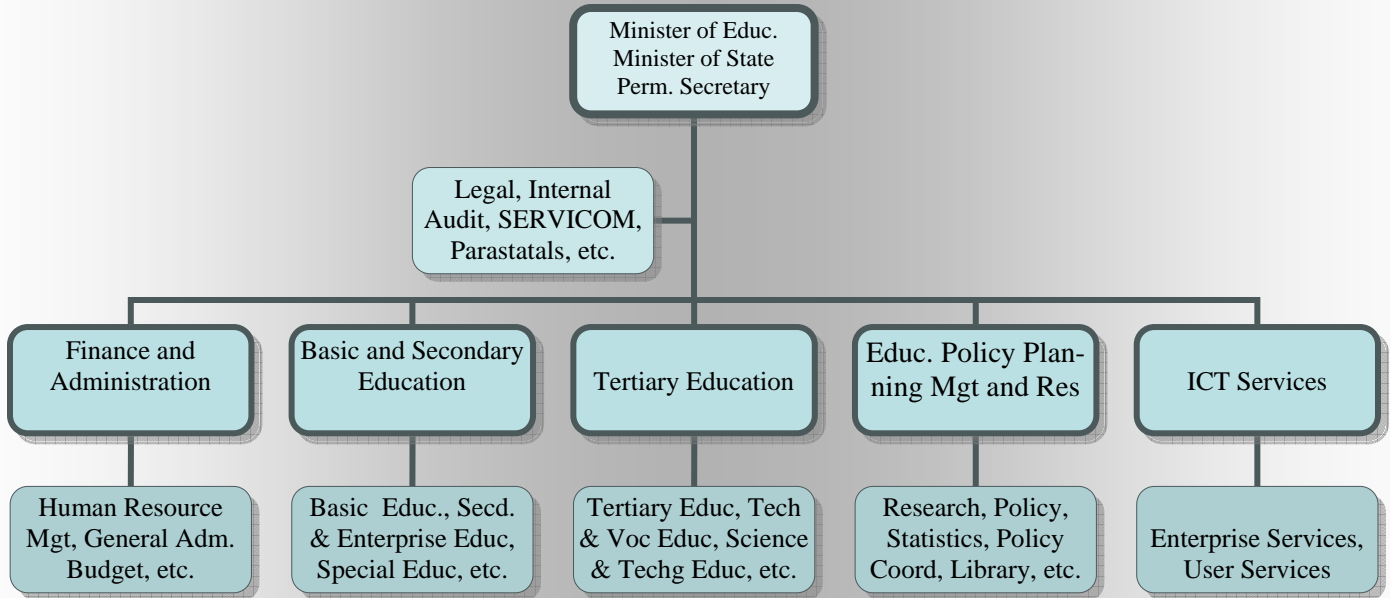 Minister of Educ.
Minister of State
Perm. Secretary
Legal, Internal
Audit, SERVICOM,
Parastatals, etc.
Finance and
Administration
Basic and Secondary
Education
Tertiary Education
Educ. Policy Plan-
ning Mgt and Res
ICT Services
Human Resource
Mgt, General Adm.
Budget, etc.
Basic Educ., Secd.
& Enterprise Educ,
Special Educ, etc.
Tertiary Educ, Tech
& Voc Educ, Science
& Techg Educ, etc.
Research, Policy,
Statistics, Policy
Coord, Library, etc.
Enterprise Services,
User Services